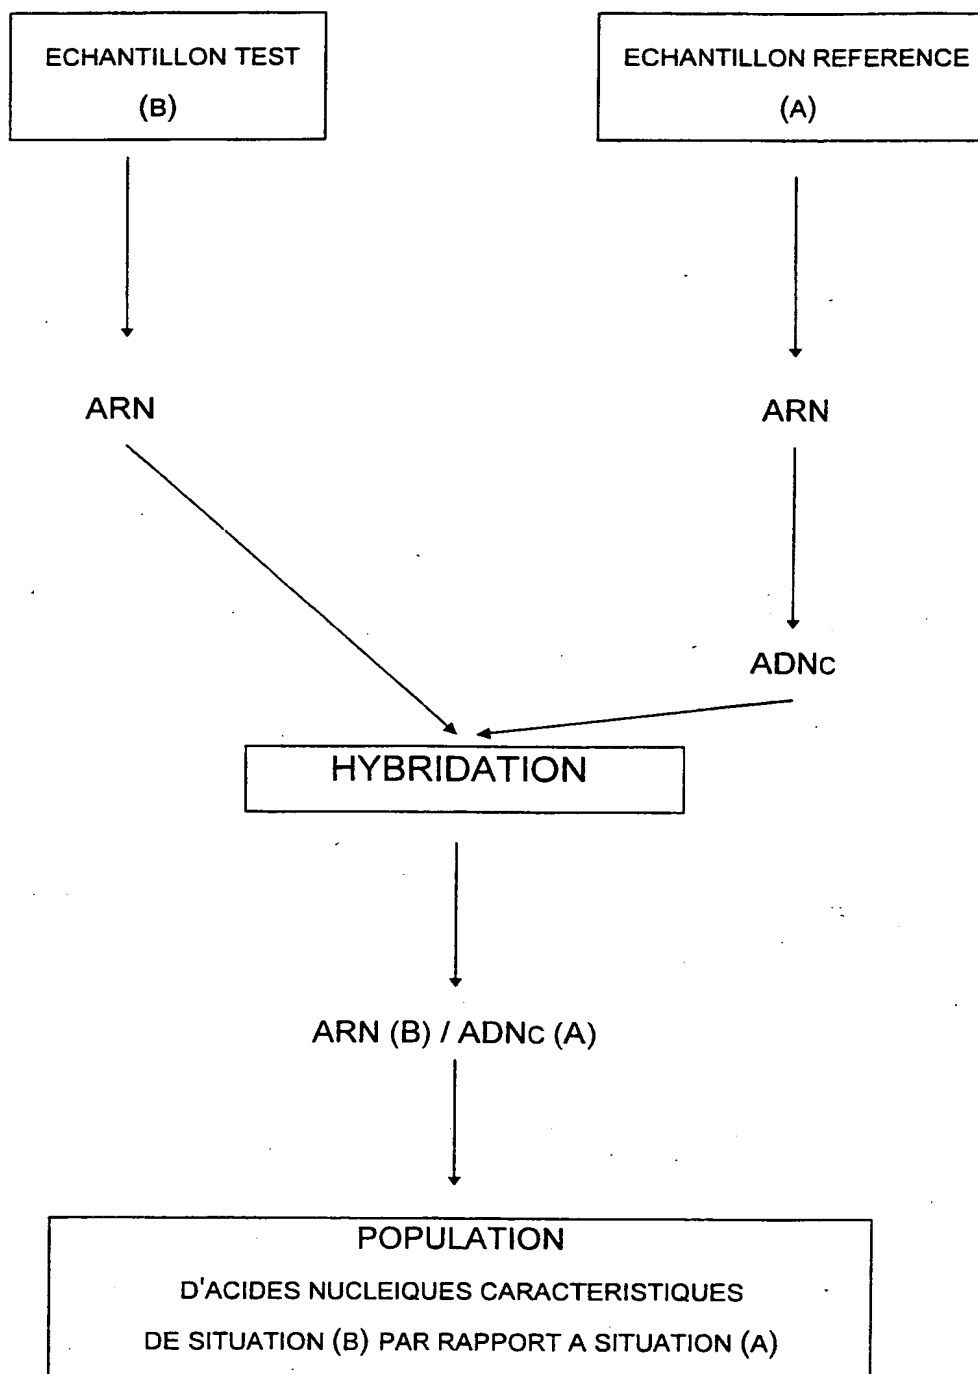 ECHANTILLON TEST
(B)
ECHANTILLON REFERENCE
(A)
ARN
ARN
ADNc
HYBRIDATION
ARN (B) / ADNc (A)
POPULATION
D'ACIDES NUCLEIQUES CARACTERISTIQUES
DE SITUATION (B) PAR RAPPORT A SITUATION (A)